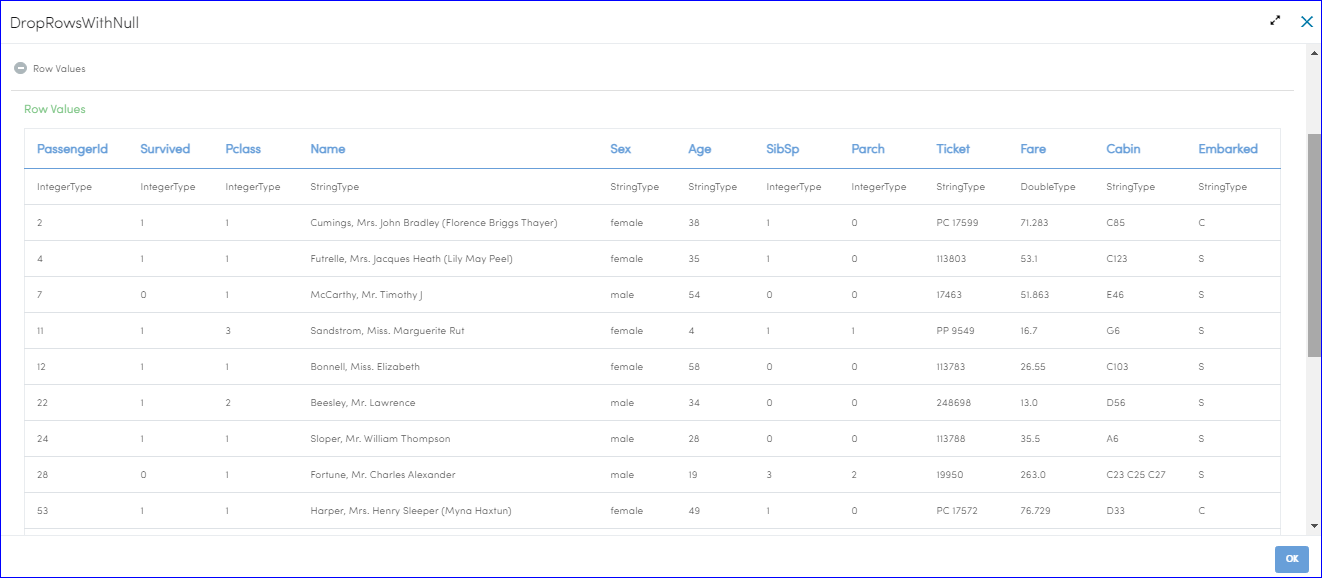 DropRowsWithNull
Row Values
Row Values
PassengerId Survived Pclass Name Sex Age SibSp Parch Ticket Fare Cabin Embarked
IntegerType IntegerType IntegerType StringType StringType StringType IntegerType IntegerType StringType DoubleType StringType StringType
2 1 1 Cumings, Mrs. John Bradley (Florence Briggs Thayer) female 38 1 0 PC 17599 71.283 C85 C
4 1 1 Futrelle, Mrs. Jacques Heath (Lily May Peel) female 35 1 0 113803 53.1 C123 S
7 0 1 McCarthy, Mr. Timothy J male 54 0 0 17463 51.863 E46 S
11 1 3 Sandstrom, Miss. Marguerite Rut female 4 1 1 PP 9549 16.7 G6 S
12 1 1 Bonnell, Miss. Elizabeth female 58 0 0 113783 26.55 C103 S
22 1 2 Beesley, Mr. Lawrence male 34 0 0 248698 13.0 D56 S
24 1 1 Sloper, Mr. William Thompson male 28 0 0 113788 35.5 A6 S
28 0 1 Fortune, Mr. Charles Alexander male 19 3 2 19950 263.0 C23 C25 C27 S
53 1 1 Harper, Mrs. Henry Sleeper (Myna Haxtun) female 49 1 0 PC 17572 76.729 D33 C
OK